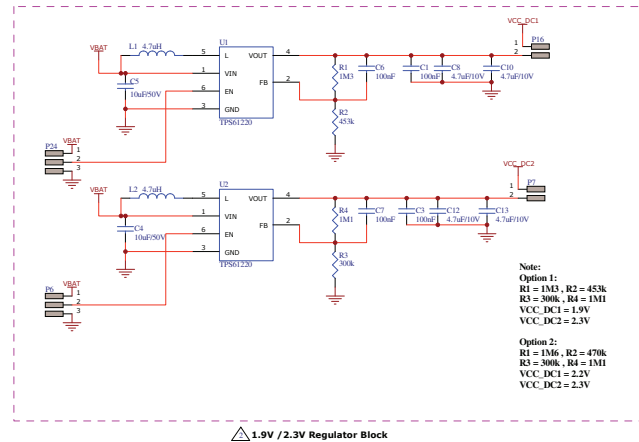 VCC_DC1
P16
1
2
VBAT
L1 4.7uH
U1
5 L VOUT 4
1 VIN
6 EN FB 2
3 GND
TPS61220
C5
10uF/50V
R1
1M3
C6
100nF
C1
100nF
C8
4.7uF/10V
C10
4.7uF/10V
R2
453k
P24
VBAT
1
2
3
VCC_DC2
P7
1
2
VBAT
L2 4.7uH
U2
5 L VOUT 4
1 VIN
6 EN FB 2
3 GND
TPS61220
C4
10uF/50V
R4
1M1
C7
100nF
C3
100nF
C12
4.7uF/10V
C13
4.7uF/10V
R3
300k
P6
VBAT
1
2
3
Note:
Option 1:
R1 = 1M3 , R2 = 453k
R3 = 300k , R4 = 1M1
VCC_DC1 = 1.9V
VCC_DC2 = 2.3V
Option 2:
R1 = 1M6 , R2 = 470k
R3 = 300k , R4 = 1M1
VCC_DC1 = 2.2V
VCC_DC2 = 2.3V
2 1.9V /2.3V Regulator Block